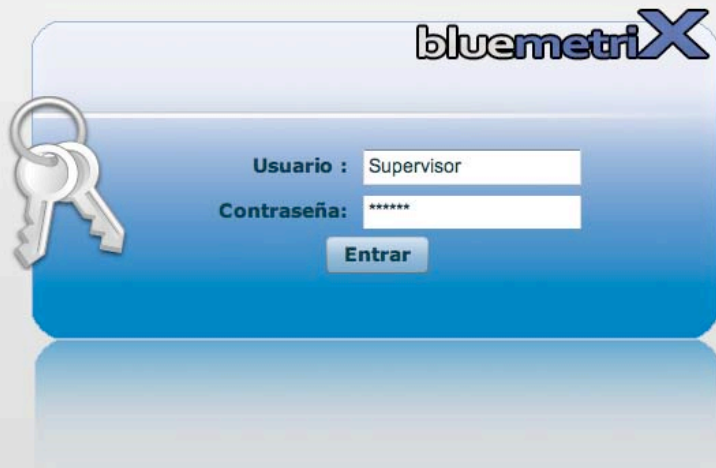 bluemetriX
Usuario : Supervisor
Contraseña: ******
Entrar